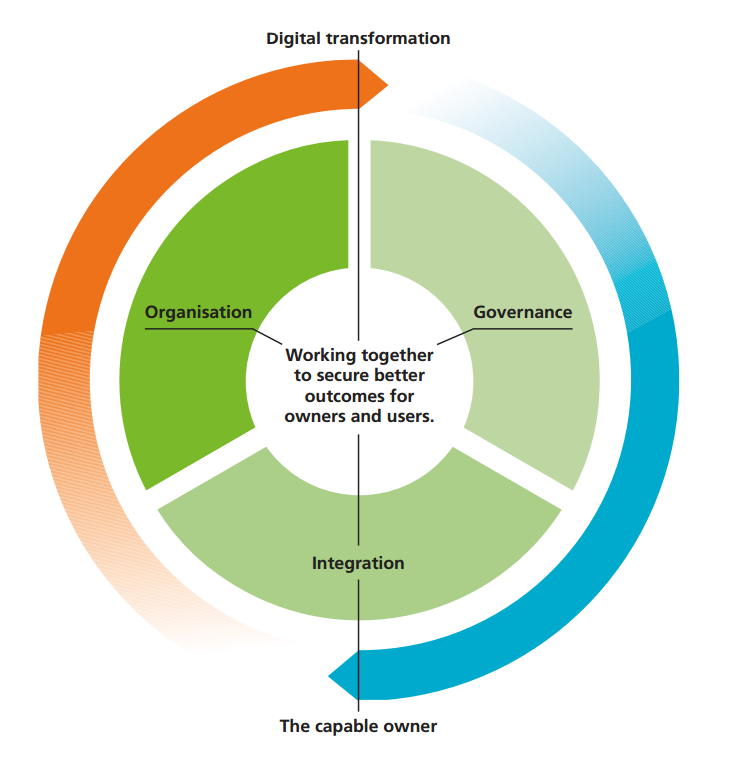 Digital transformation
Organisation
Governance
Working together
to secure better
outcomes for
owners and users.
Integration
The capable owner